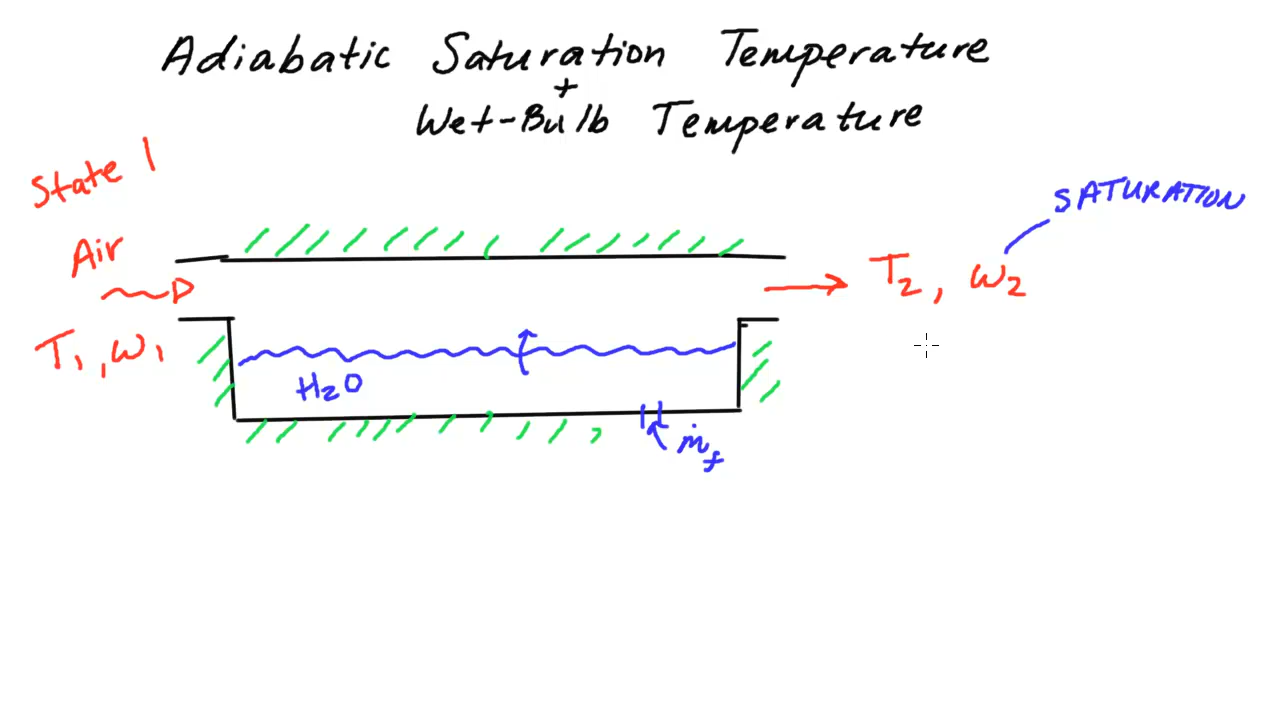 Adiabatic Saturation Temperature
+
Wet-Bulb Temperature
State 1
SATURATION
Air
T₂, ω₂
T₁, ω₁
H₂O
ṁf